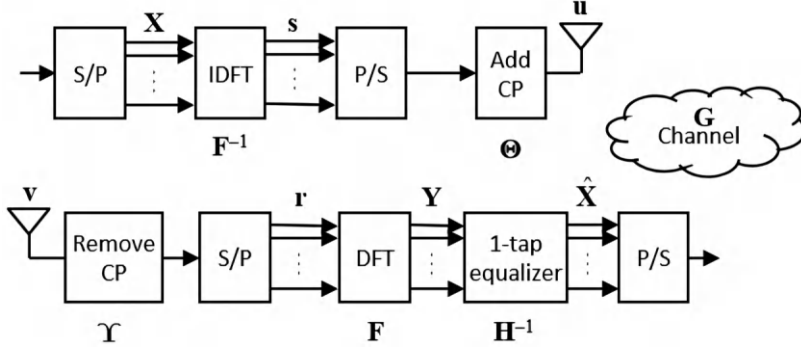 X s u
S/P IDFT P/S Add CP
F⁻¹ Θ
G
Channel
v r Y X̂
Remove CP S/P DFT 1-tap equalizer P/S
ϒ F H⁻¹